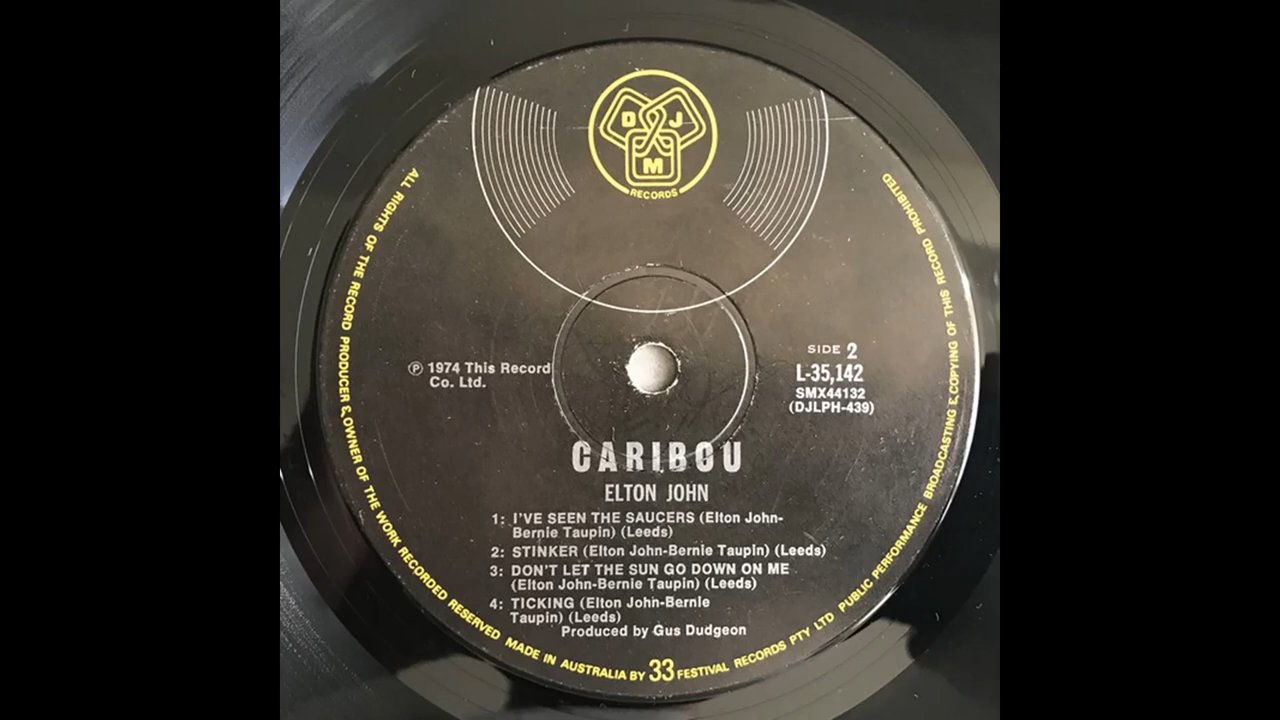 D J
M
RECORDS
ALL RIGHTS OF THE RECORD PRODUCER & OWNER OF THE WORK RECORDED RESERVED MADE IN AUSTRALIA BY 33 FESTIVAL RECORDS PTY LTD PUBLIC PERFORMANCE BROADCASTING & COPYING OF THIS RECORD PROHIBITED
SIDE 2
L-35,142
SMX44132
(DJLPH-439)
℗ 1974 This Record
Co. Ltd.
CARIBOU
ELTON JOHN
1: I'VE SEEN THE SAUCERS (Elton John-
Bernie Taupin) (Leeds)
2: STINKER (Elton John-Bernie Taupin) (Leeds)
3: DON'T LET THE SUN GO DOWN ON ME
(Elton John-Bernie Taupin) (Leeds)
4: TICKING (Elton John-Bernie
Taupin) (Leeds)
Produced by Gus Dudgeon